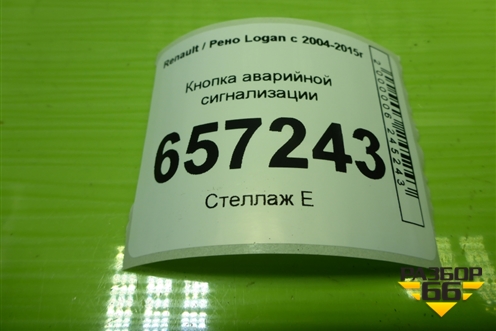 Renault / Рено Logan с 2004-2015г
Кнопка аварийной
сигнализации
657243
Стеллаж Е
РАЗБОР
66